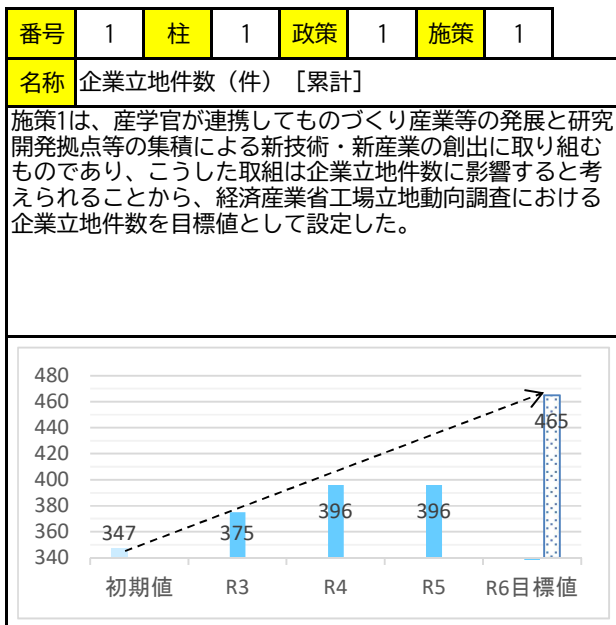 番号 1 柱 1 政策 1 施策 1
名称 企業立地件数（件）［累計］
施策1は、産学官が連携してものづくり産業等の発展と研究
開発拠点等の集積による新技術・新産業の創出に取り組む
ものであり、こうした取組は企業立地件数に影響すると考
えられることから、経済産業省工場立地動向調査における
企業立地件数を目標値として設定した。
480
460
440
420
400
380
360
340
347
375
396
396
465
初期値 R3 R4 R5 R6目標値